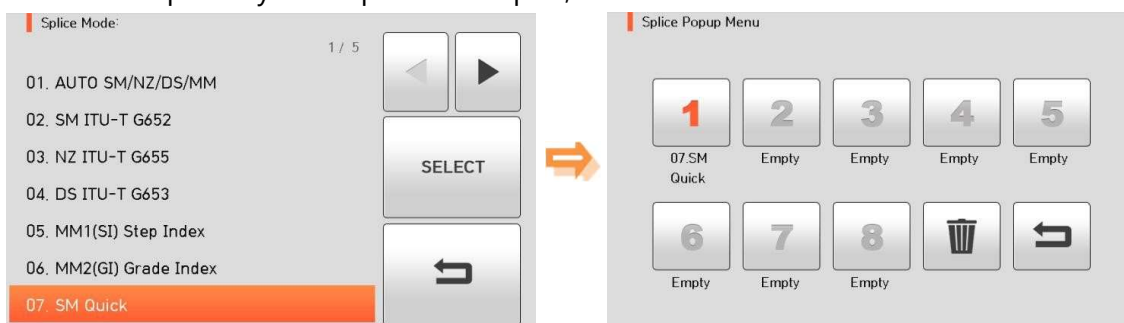 Splice Mode:
1 / 5
01. AUTO SM/NZ/DS/MM
02. SM ITU-T G652
03. NZ ITU-T G655
04. DS ITU-T G653
05. MM1(SI) Step Index
06. MM2(GI) Grade Index
07. SM Quick
SELECT
Splice Popup Menu
1 2 3 4 5
07.SM Quick Empty Empty Empty Empty
6 7 8
Empty Empty Empty